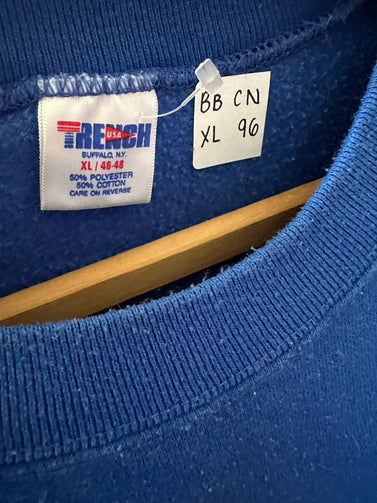 TRENCH
USA
BUFFALO, N.Y.
XL / 46-48
50% POLYESTER
50% COTTON
CARE ON REVERSE
BB CN
XL 96